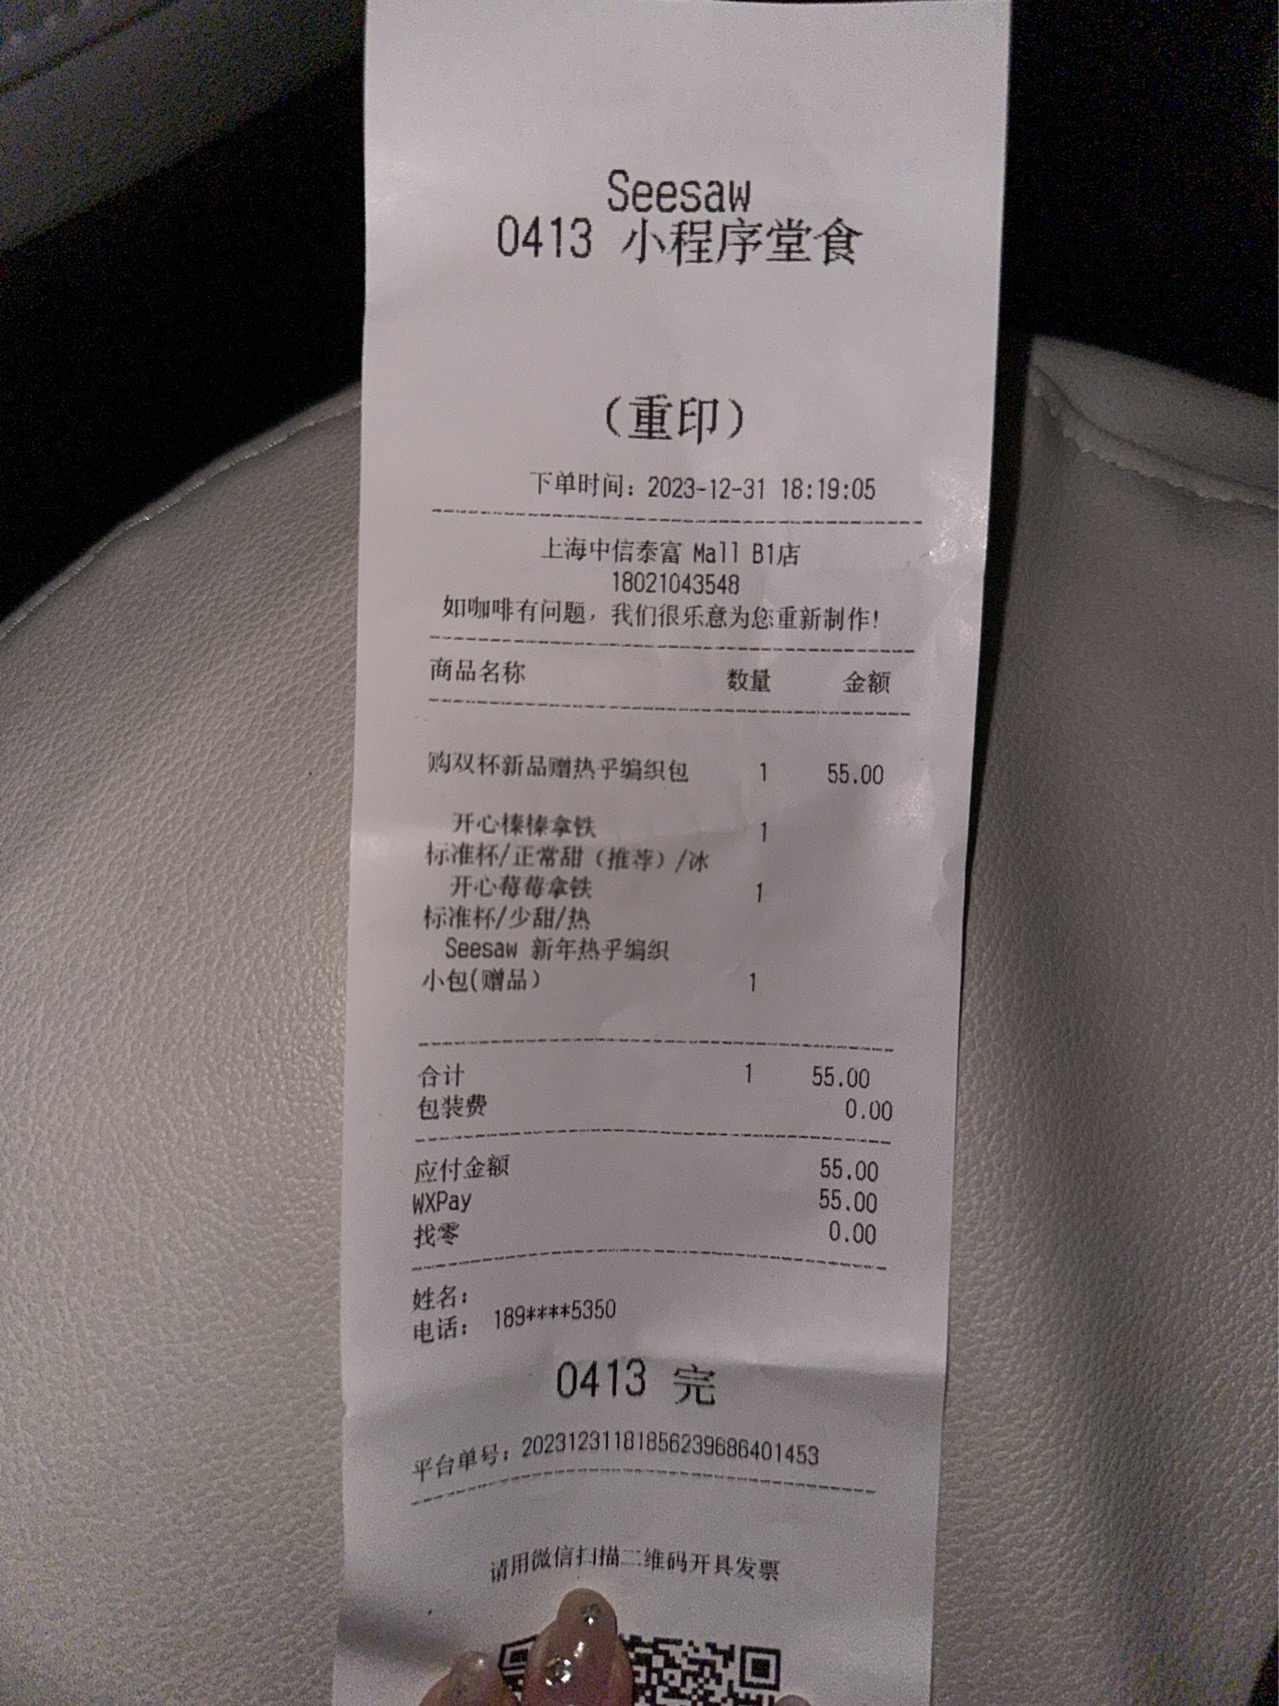 Seesaw
0413 小程序堂食
（重印）
下单时间：2023-12-31 18:19:05
上海中信泰富 Mall B1店
18021043548
如咖啡有问题，我们很乐意为您重新制作！
商品名称 数量 金额
购双杯新品赠热乎编织包 1 55.00
开心榛榛拿铁 1
标准杯/正常甜（推荐）/冰
开心莓莓拿铁 1
标准杯/少甜/热
Seesaw 新年热乎编织
小包(赠品） 1
合计 1 55.00
包装费 0.00
应付金额 55.00
WXPay 55.00
找零 0.00
姓名：
电话： 189****5350
0413 完
平台单号：2023123118185623968640‍1453
请用微信扫描二维码开具发票